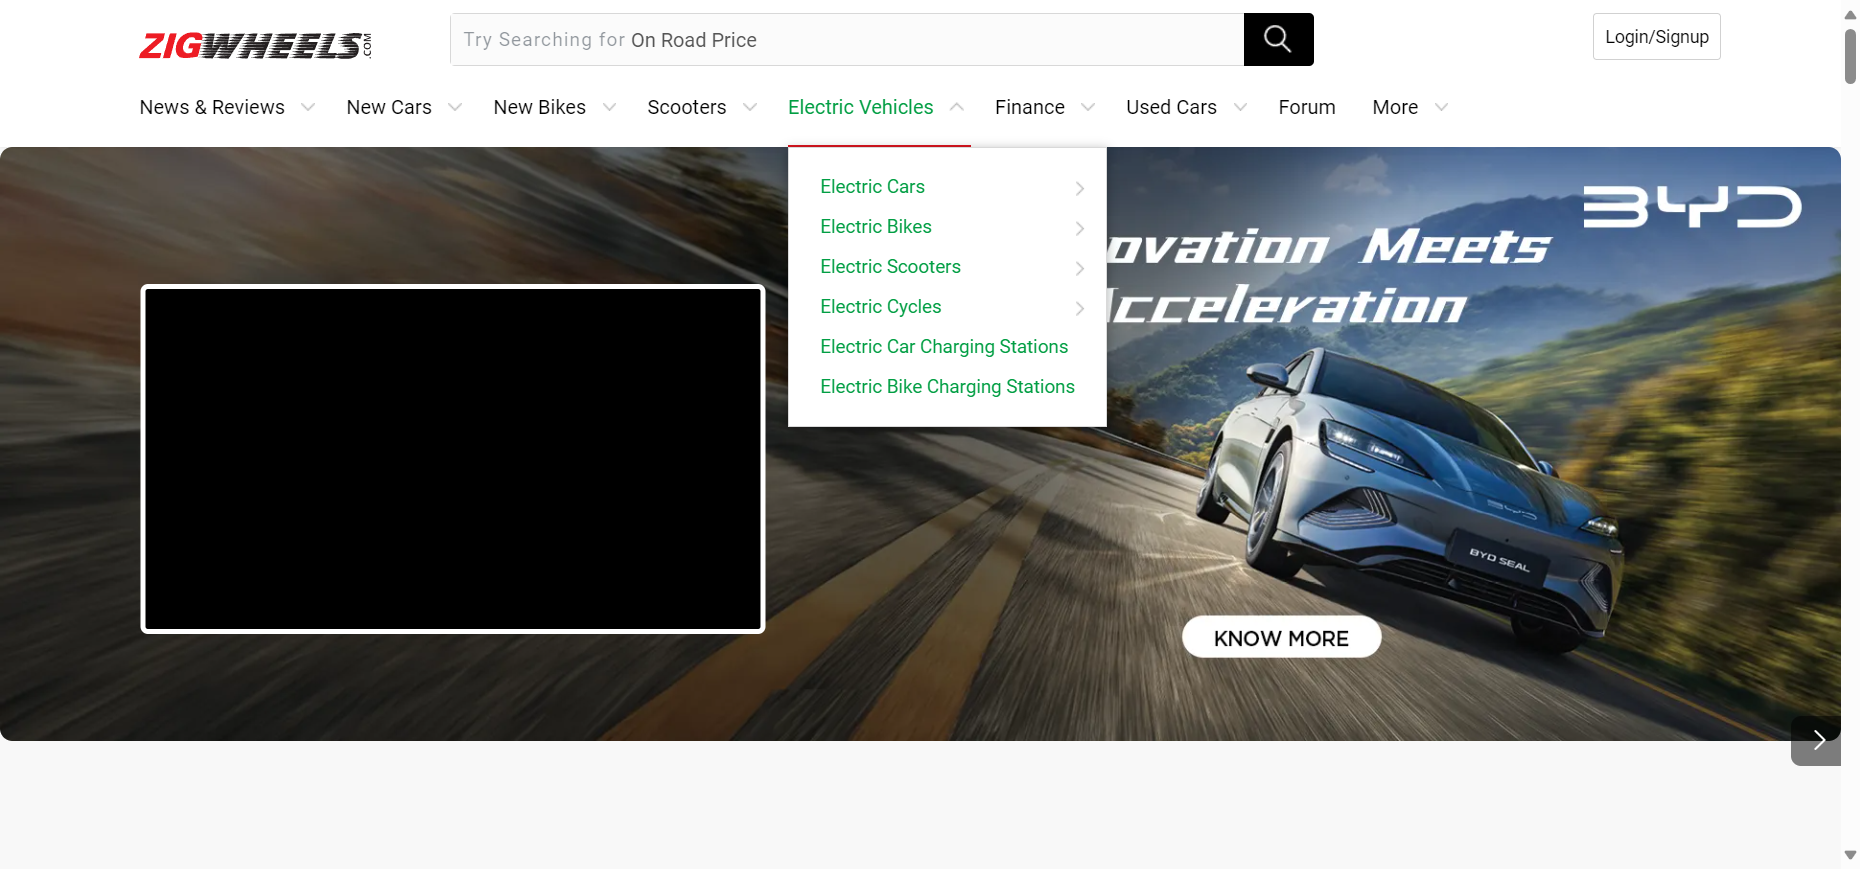 ZIGWHEELS.COM
Try Searching for On Road Price
Login/Signup
News & Reviews
New Cars
New Bikes
Scooters
Electric Vehicles
Finance
Used Cars
Forum
More
Electric Cars
Electric Bikes
Electric Scooters
Electric Cycles
Electric Car Charging Stations
Electric Bike Charging Stations
BYD
ovation Meets
Acceleration
BYD
BYD SEAL
KNOW MORE